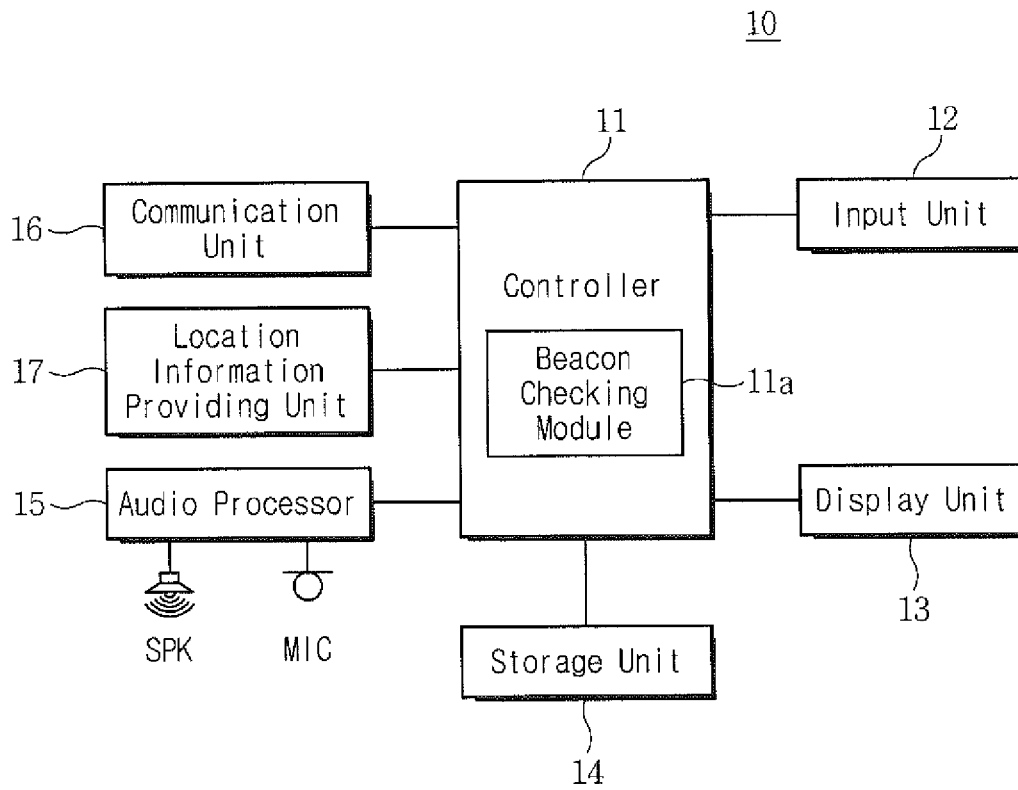 10
11
12
16
Communication
Unit
Input Unit
Controller
17
Location
Information
Providing Unit
Beacon
Checking
Module
11a
15
Audio Processor
Display Unit
13
SPK
MIC
Storage Unit
14